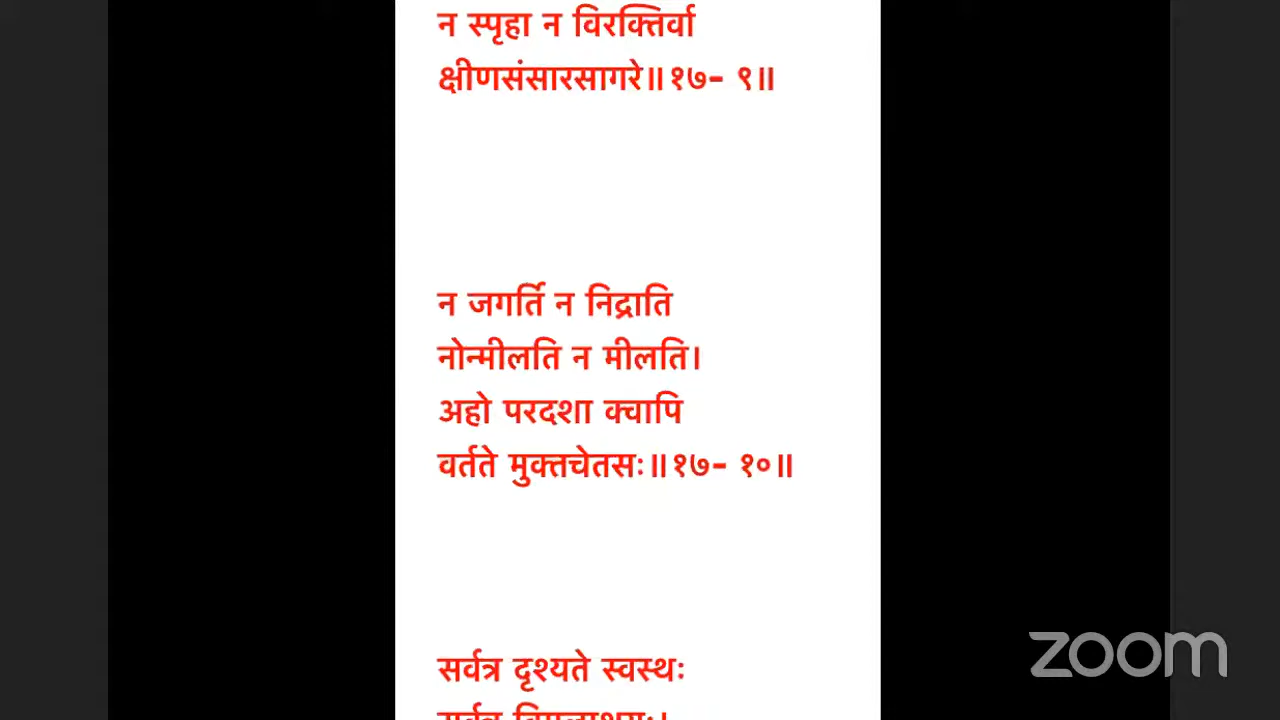 न स्पृहा न विरक्तिर्वा
क्षीणसंसारसागरे॥१७- ९॥
न जगर्ति न निद्राति
नोन्मीलति न मीलति।
अहो परदशा क्वापि
वर्तते मुक्तचेतसः॥१७- १०॥
सर्वत्र दृश्यते स्वस्थः
zoom